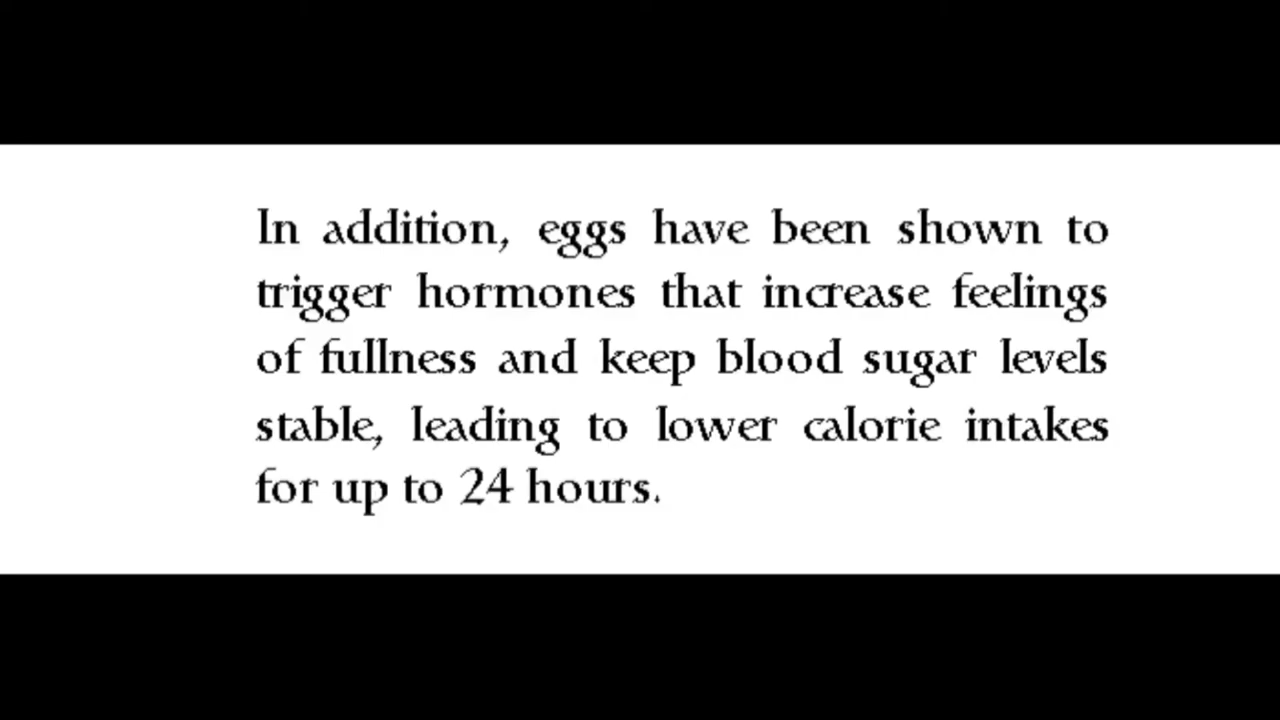 In addition, eggs have been shown to
trigger hormones that increase feelings
of fullness and keep blood sugar levels
stable, leading to lower calorie intakes
for up to 24 hours.